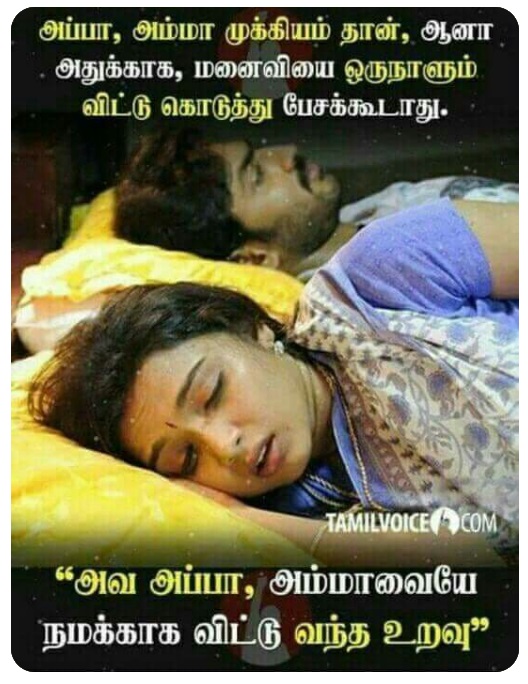 அப்பா, அம்மா முக்கியம் தான், ஆனா
அதுக்காக, மனைவியை ஒருநாளும்
விட்டு கொடுத்து பேசக்கூடாது.
TAMILVOICE COM
“அவ அப்பா, அம்மாவையே
நமக்காக விட்டு வந்த உறவு”